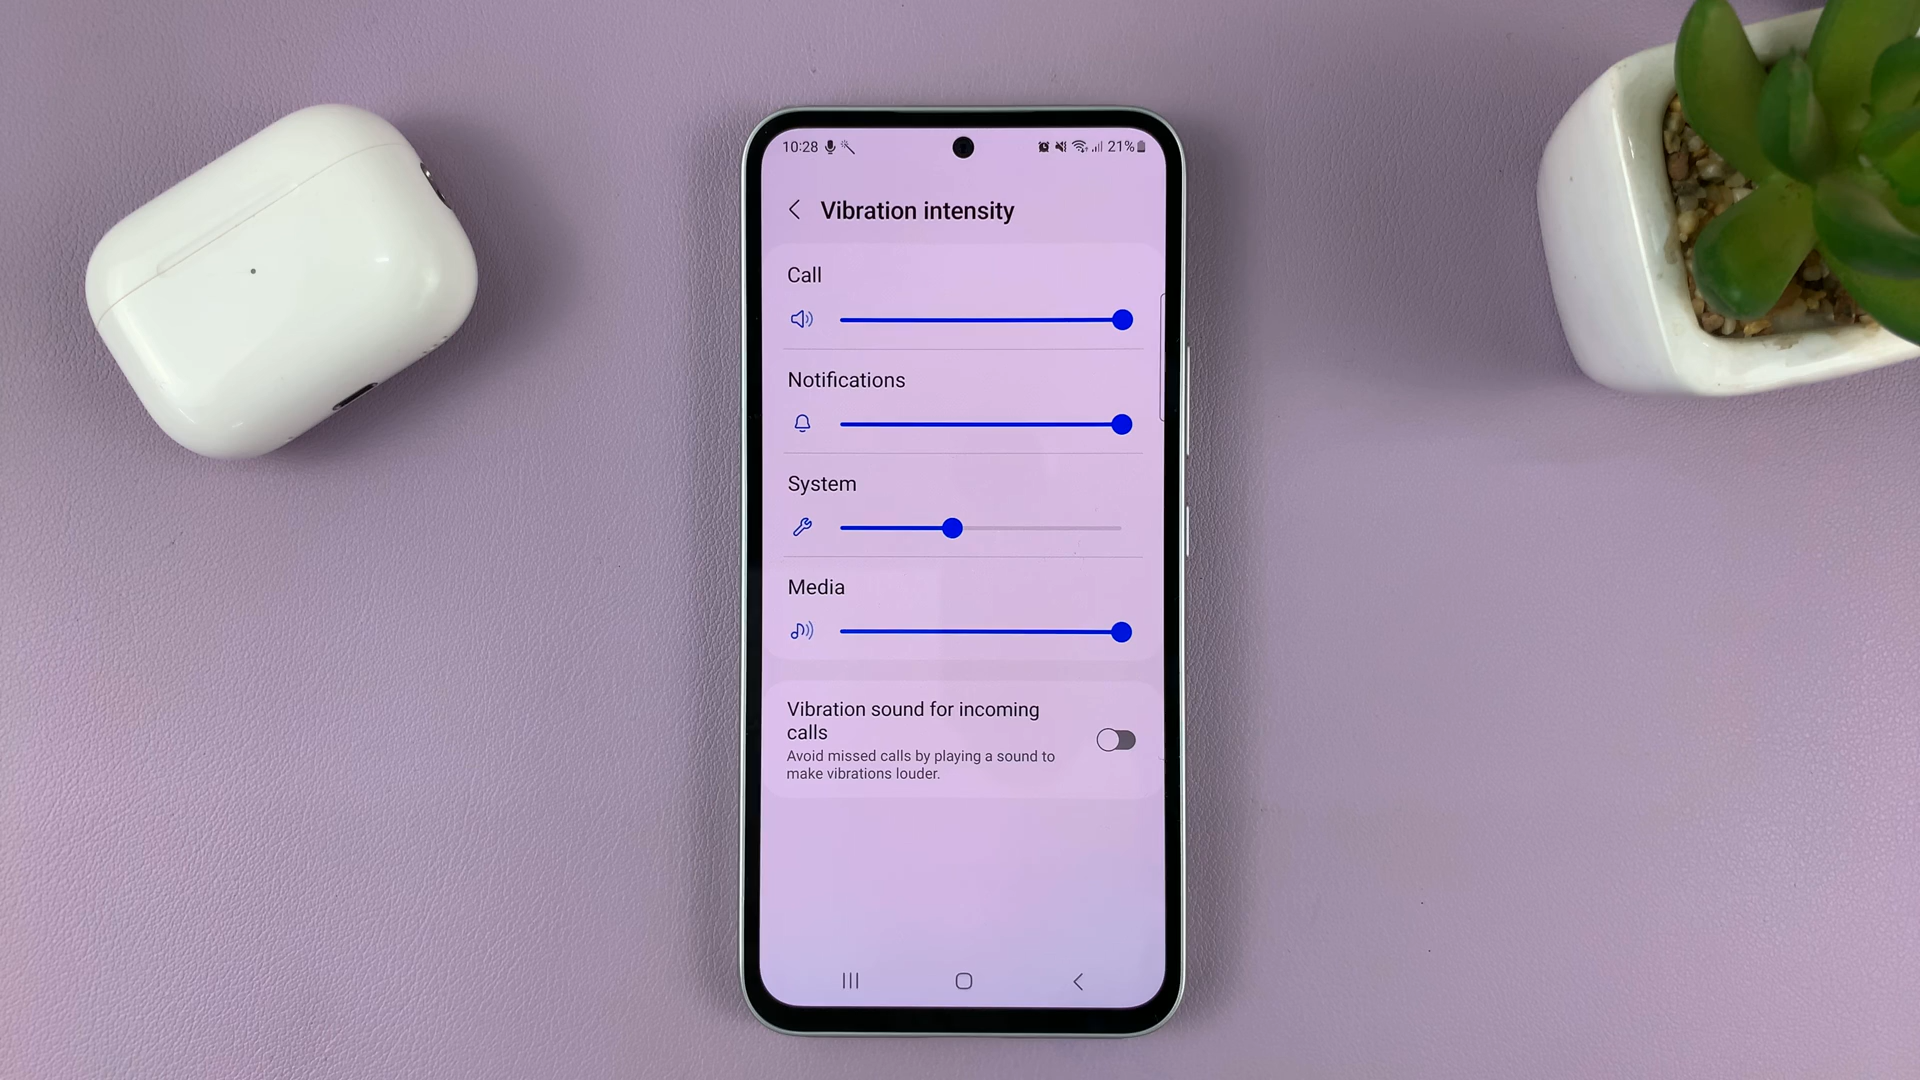 10:28 21%
Vibration intensity
Call
Notifications
System
Media
Vibration sound for incoming
calls
Avoid missed calls by playing a sound to
make vibrations louder.